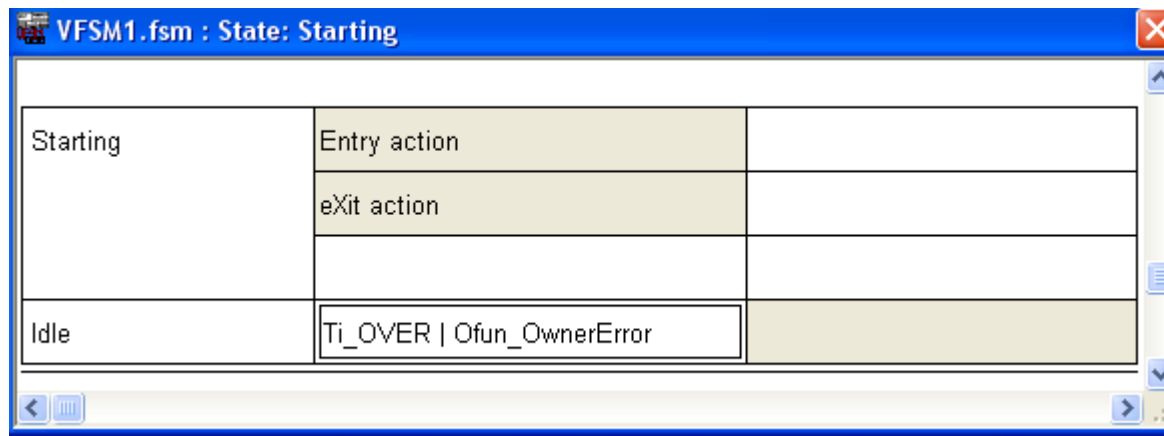 VFSM1.fsm : State: Starting
Starting Entry action
eXit action
Idle Ti_OVER | Ofun_OwnerError